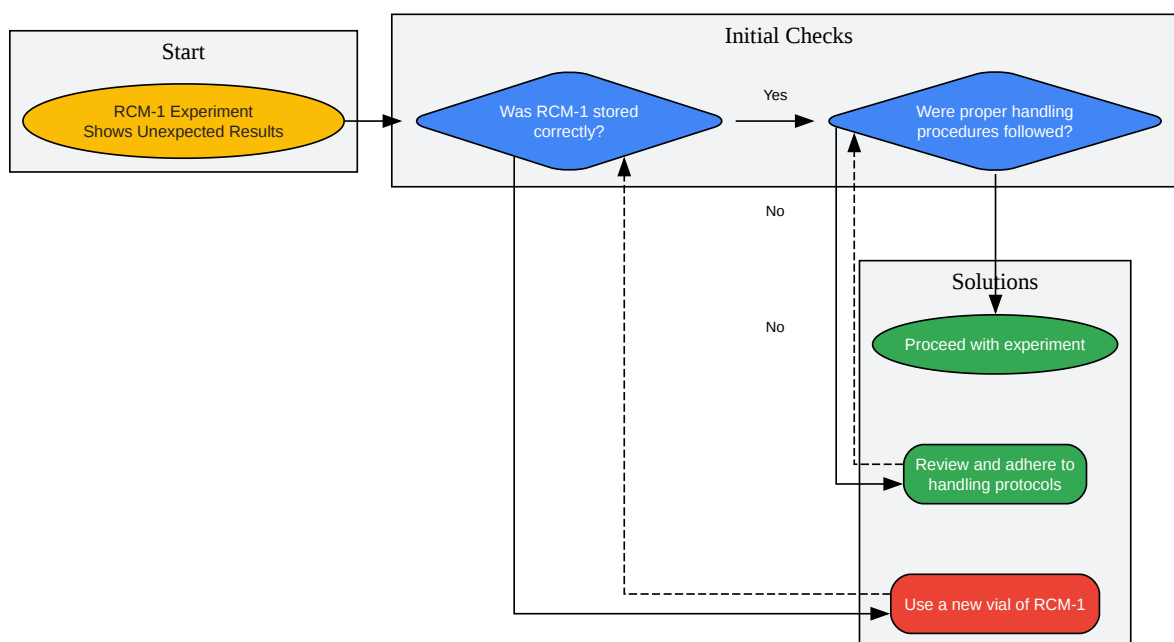 Start
RCM-1 Experiment
Shows Unexpected Results
Initial Checks
Was RCM-1 stored
correctly?
Yes
Were proper handling
procedures followed?
No
No
Solutions
Proceed with experiment
Review and adhere to
handling protocols
Use a new vial of RCM-1